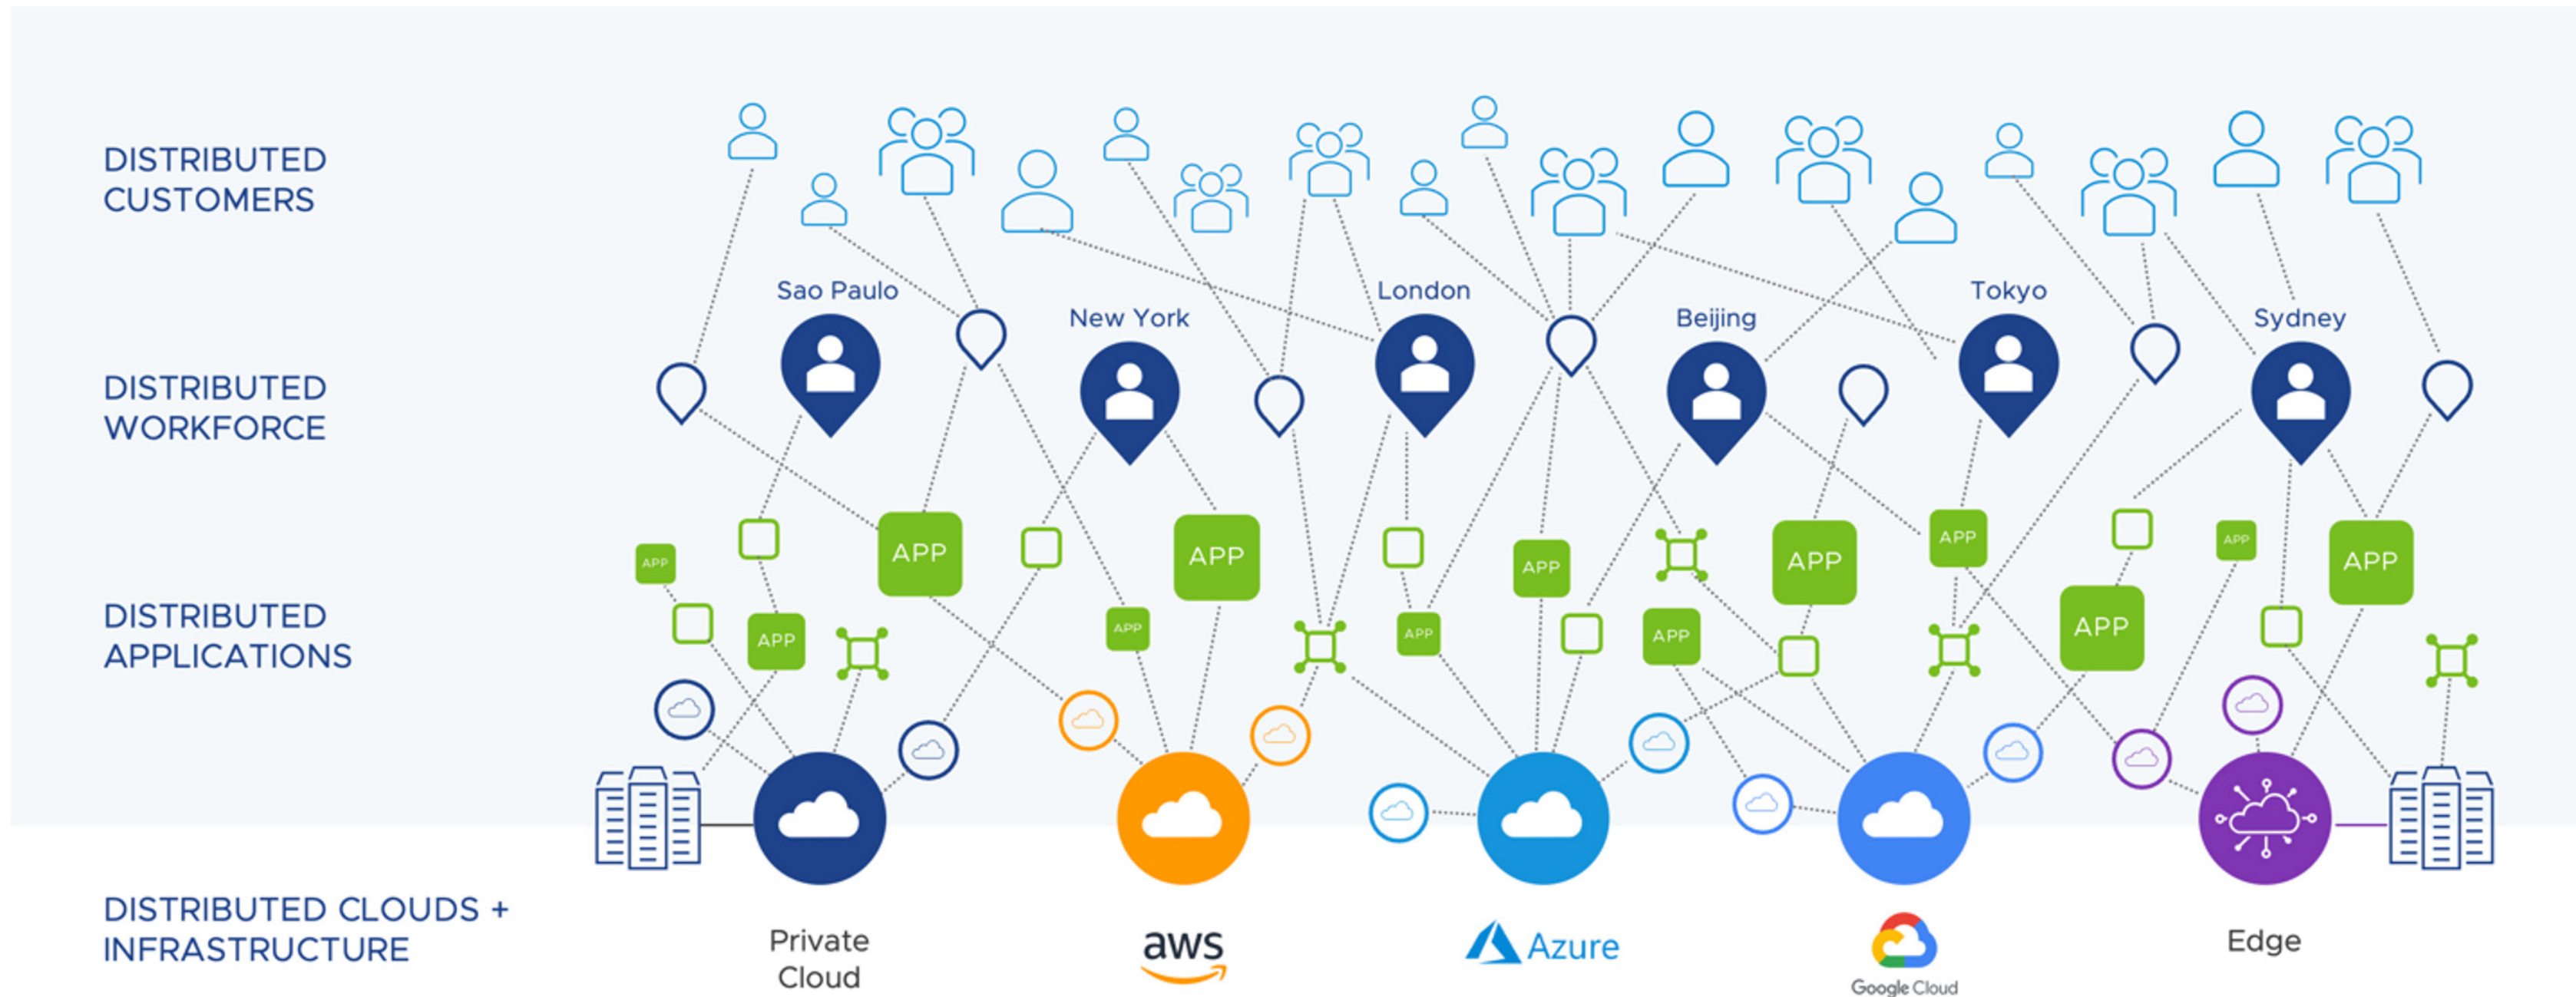 DISTRIBUTED
CUSTOMERS
Sao Paulo
New York
London
Beijing
Tokyo
Sydney
DISTRIBUTED
WORKFORCE
APP
APP
APP
APP
APP
APP
APP
APP
APP
APP
APP
APP
APP
APP
DISTRIBUTED
APPLICATIONS
DISTRIBUTED CLOUDS +
INFRASTRUCTURE
Private
Cloud
aws
Azure
Google Cloud
Edge